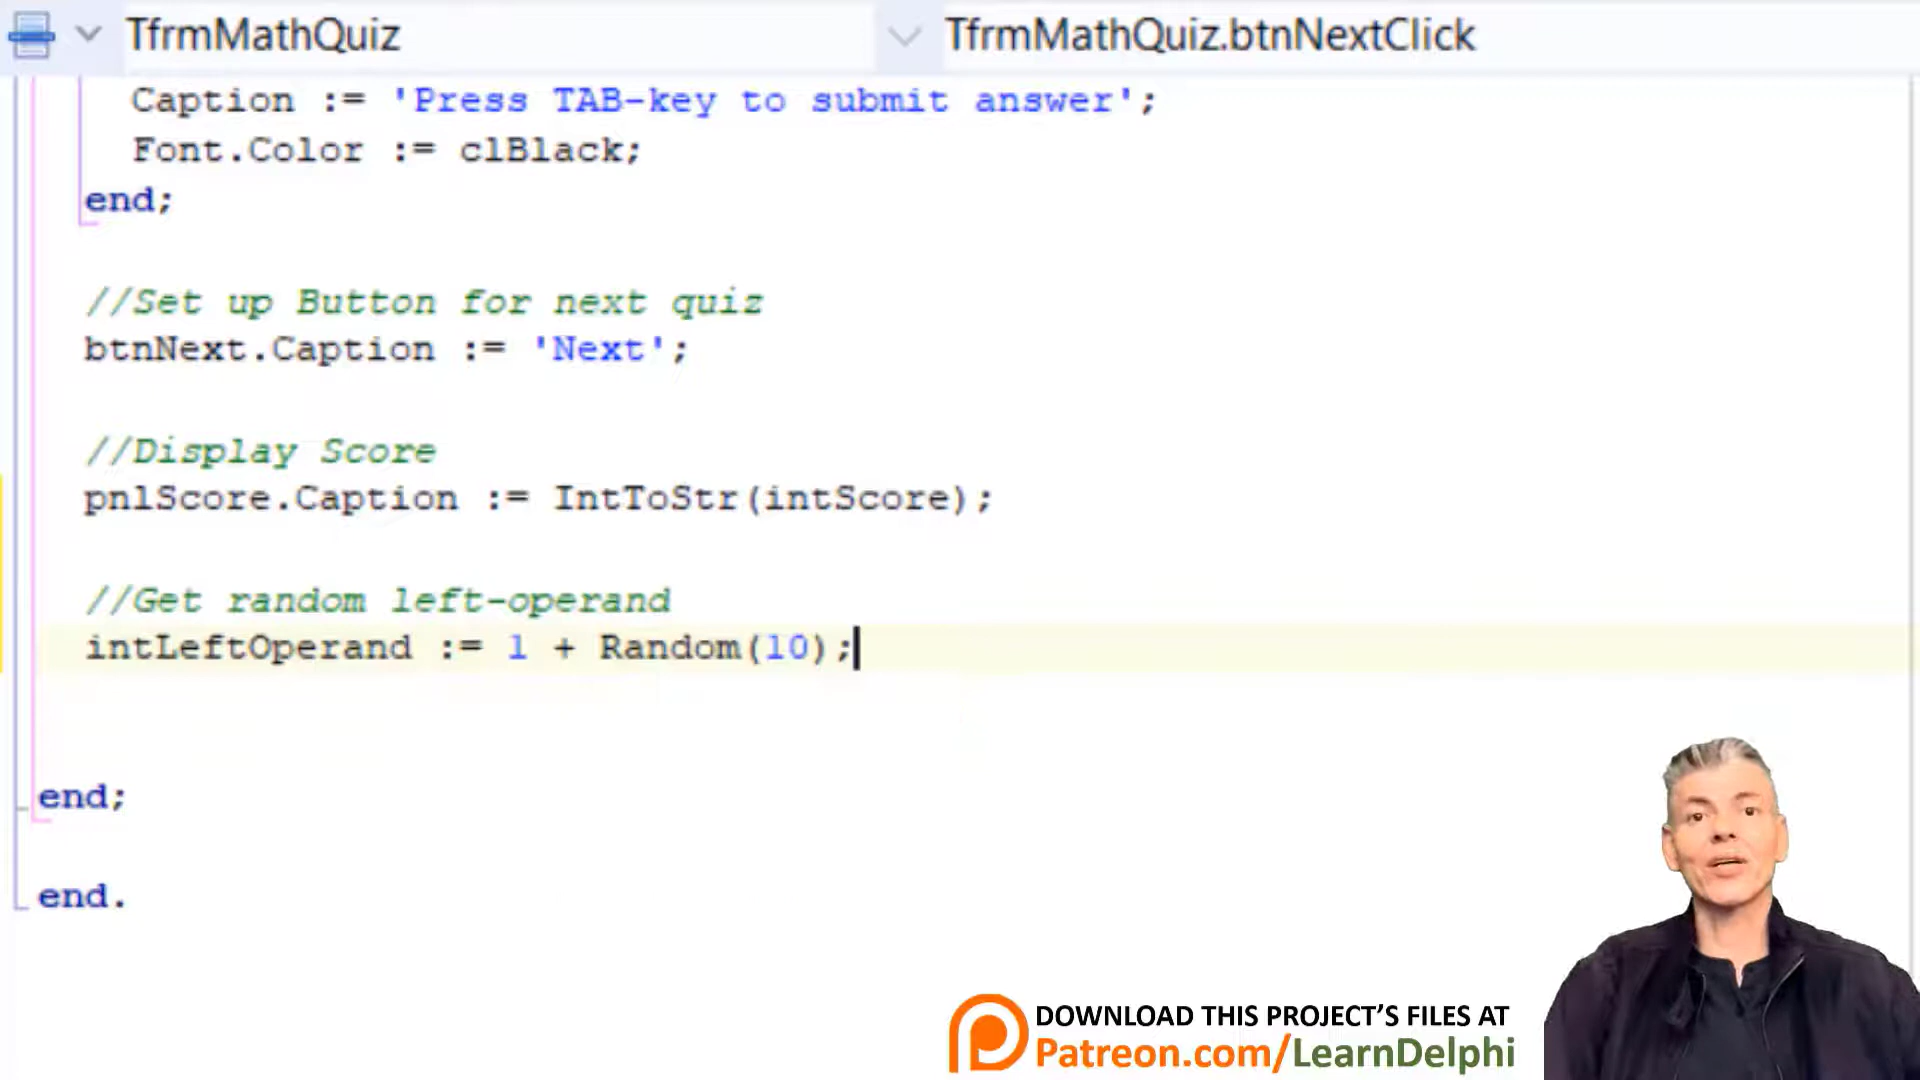 TfrmMathQuiz
TfrmMathQuiz.btnNextClick
Caption := 'Press TAB-key to submit answer';
Font.Color := clBlack;
end;
//Set up Button for next quiz
btnNext.Caption := 'Next';
//Display Score
pnlScore.Caption := IntToStr(intScore);
//Get random left-operand
intLeftOperand := 1 + Random(10);
end;
end.
DOWNLOAD THIS PROJECT'S FILES AT
Patreon.com/LearnDelphi